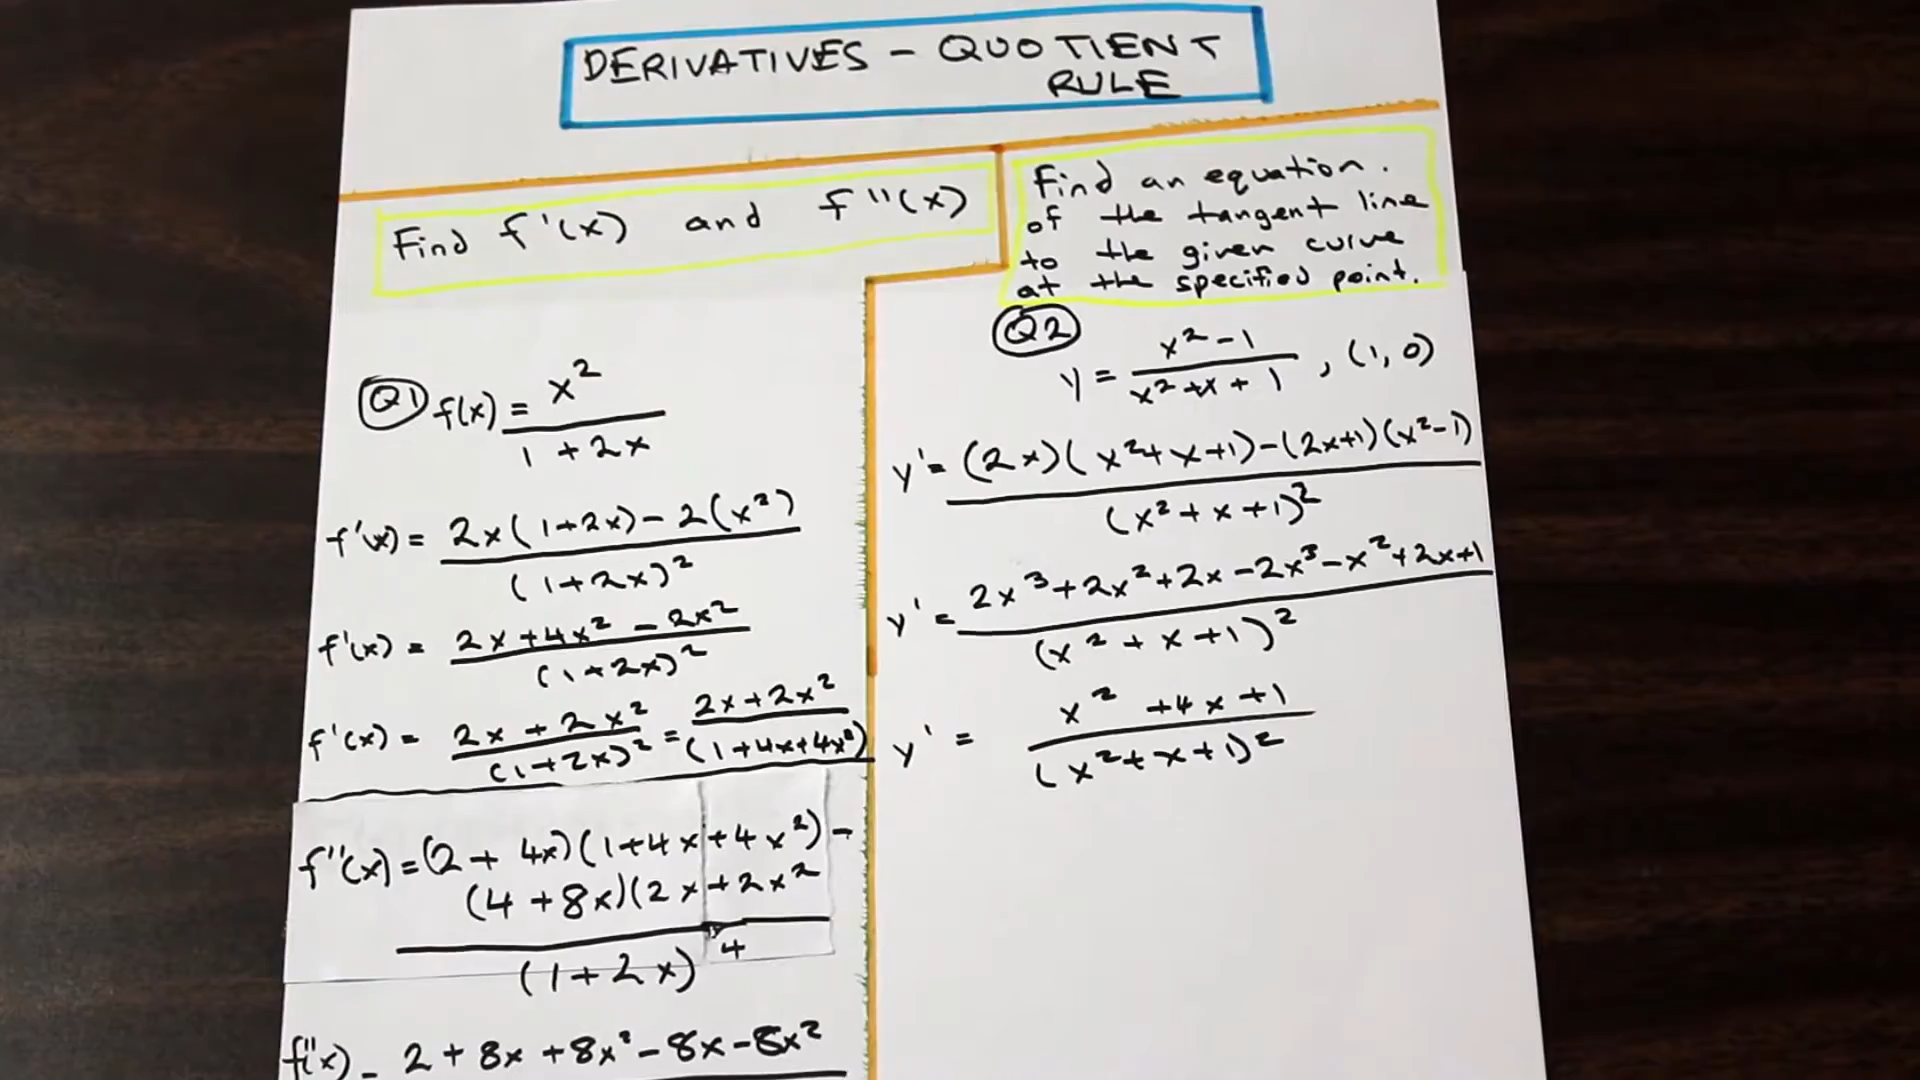 DERIVATIVES - QUOTIENT
RULE
Find f'(x) and f''(x)
Q1 f(x) = x²/(1 + 2x)
f'(x) = (2x(1+2x) - 2(x²))/(1+2x)²
f'(x) = (2x + 4x² - 2x²)/(1+2x)²
f'(x) = (2x + 2x²)/(1+2x)² = (2x + 2x²)/(1+4x+4x²)
f''(x) = (2 + 4x)(1+4x+4x²) -
(4 + 8x)(2x + 2x²
(1 + 2x)⁴
f''(x) - 2 + 8x + 8x² - 8x - 8x²
Find an equation.
of the tangent line
to the given curve
at the specified point.
Q2
y = (x² - 1)/(x² + x + 1), (1, 0)
y' = ((2x)(x²+x+1) - (2x+1)(x²-1))/(x²+x+1)²
y' = (2x³+2x²+2x-2x³-x²+2x+1)/(x²+x+1)²
y' = (x² +4x+1)/(x²+x+1)²